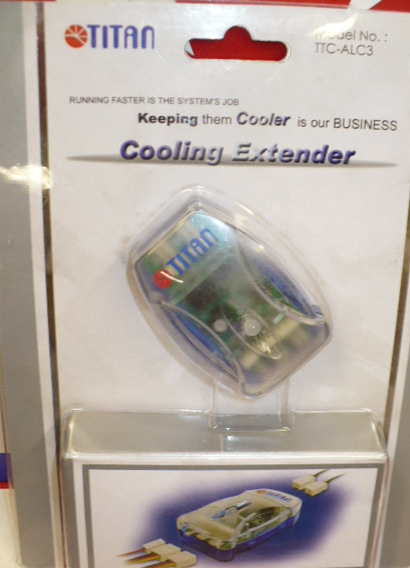 TITAN
Model No. :
TTC-ALC3
RUNNING FASTER IS THE SYSTEM'S JOB
Keeping them Cooler is our BUSINESS
Cooling Extender
TITAN
TITAN